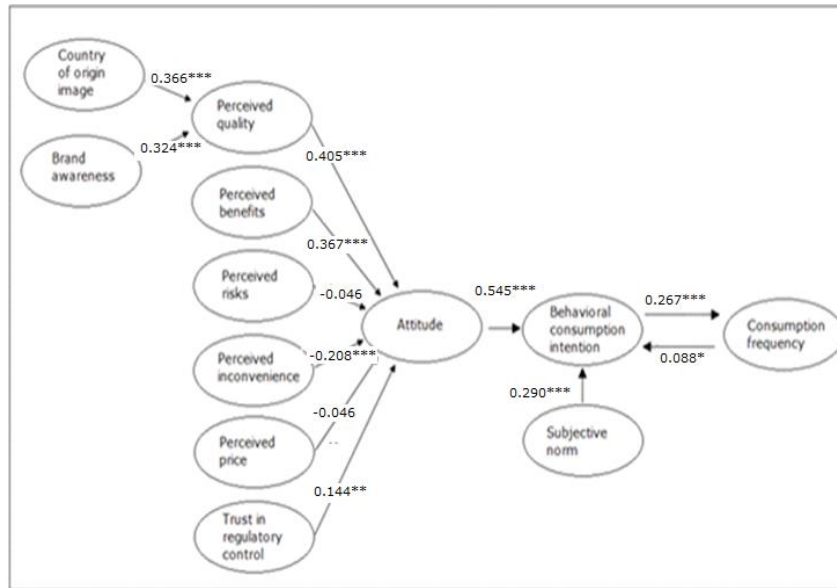 Country
of origin
image
0.366***
Perceived
quality
Brand
awareness
0.324***
0.405***
Perceived
benefits
0.367***
Perceived
risks
-0.046
Attitude
0.545***
Behavioral
consumption
intention
0.267***
0.088*
Consumption
frequency
Perceived
inconvenience
-0.208***
0.290***
Subjective
norm
Perceived
price
-0.046
0.144**
Trust in
regulatory
control